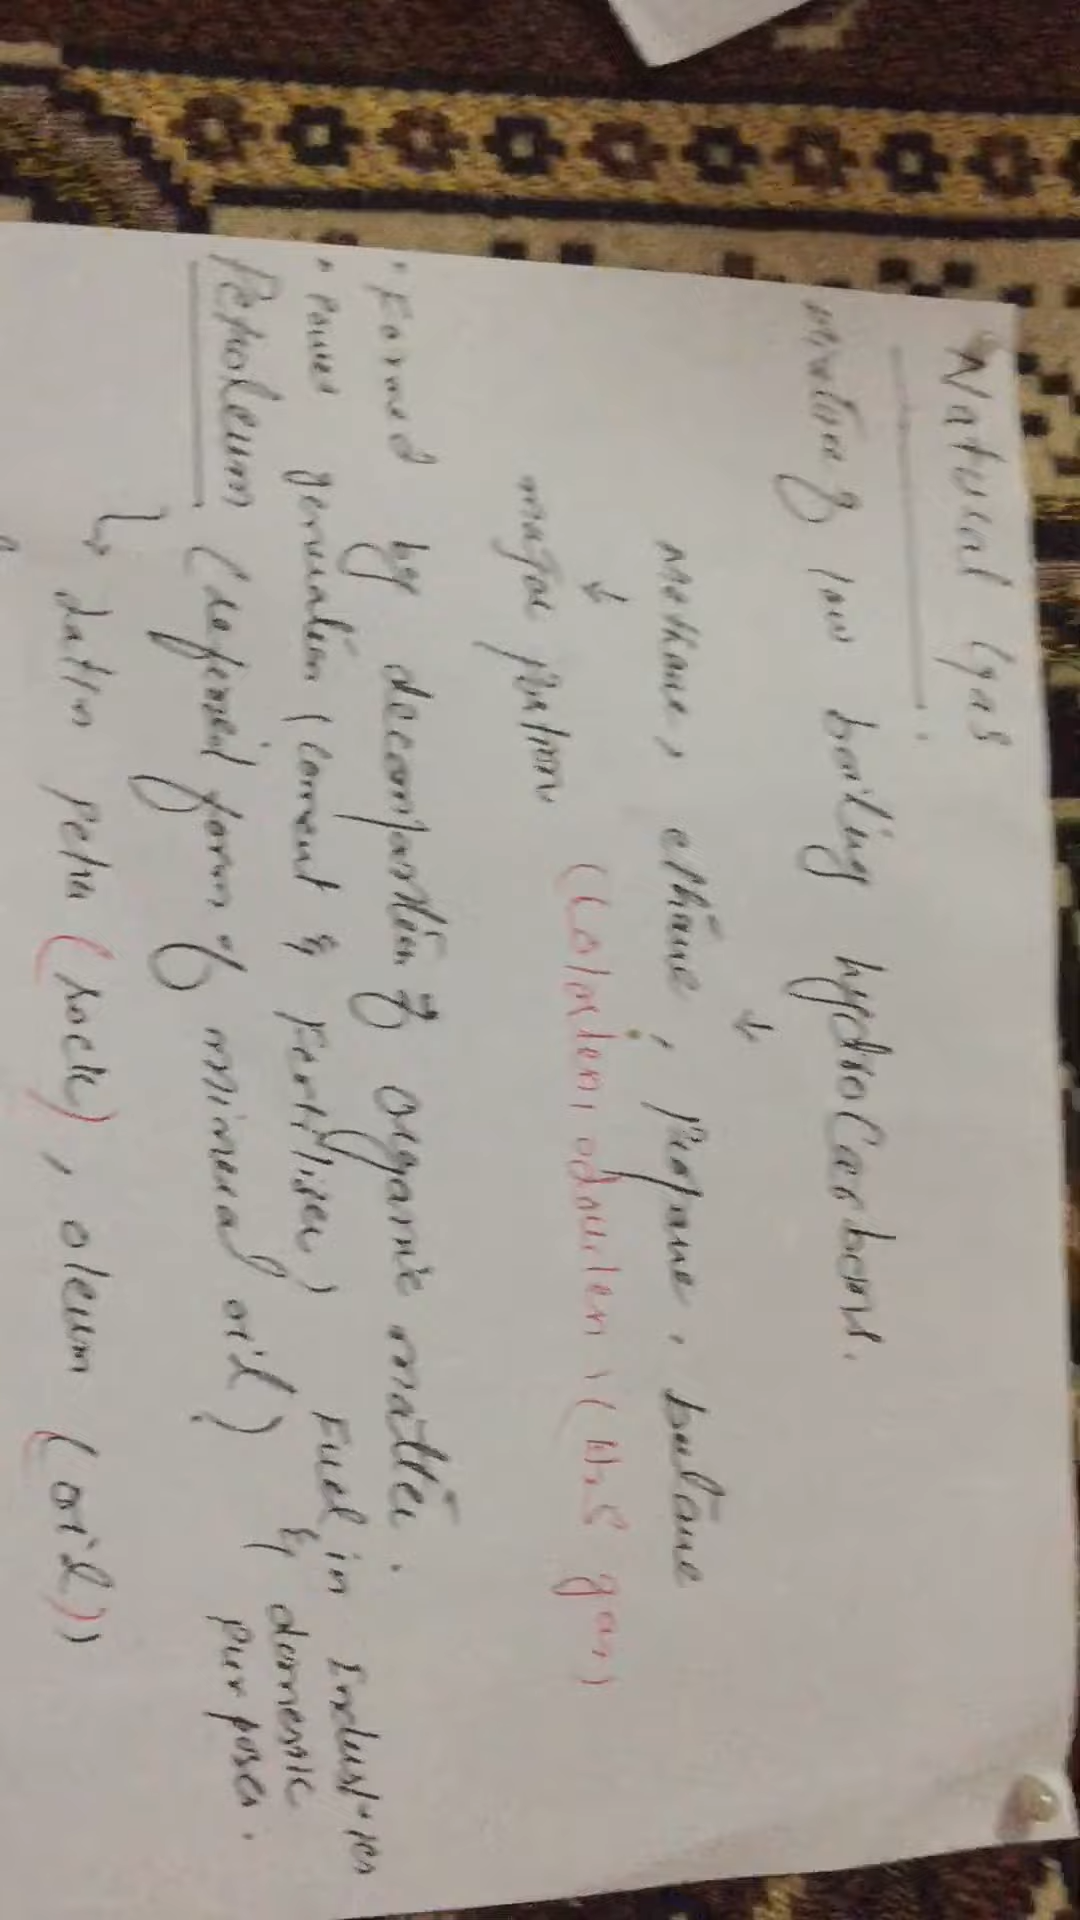 Natural Gas
mixture of low boiling hydrocarbons.
↓
methane, ethane, propane, butane
↓
major portion (Colorless, odourless, (H₂S gas)
• Formed by decomposition of organic matter.
• Power generation (Cement & Fertiliser) Fuel in Industries & domestic purposes.
Petroleum (refined form of mineral oil)
↳ Latin petra (rock), oleum (oil))